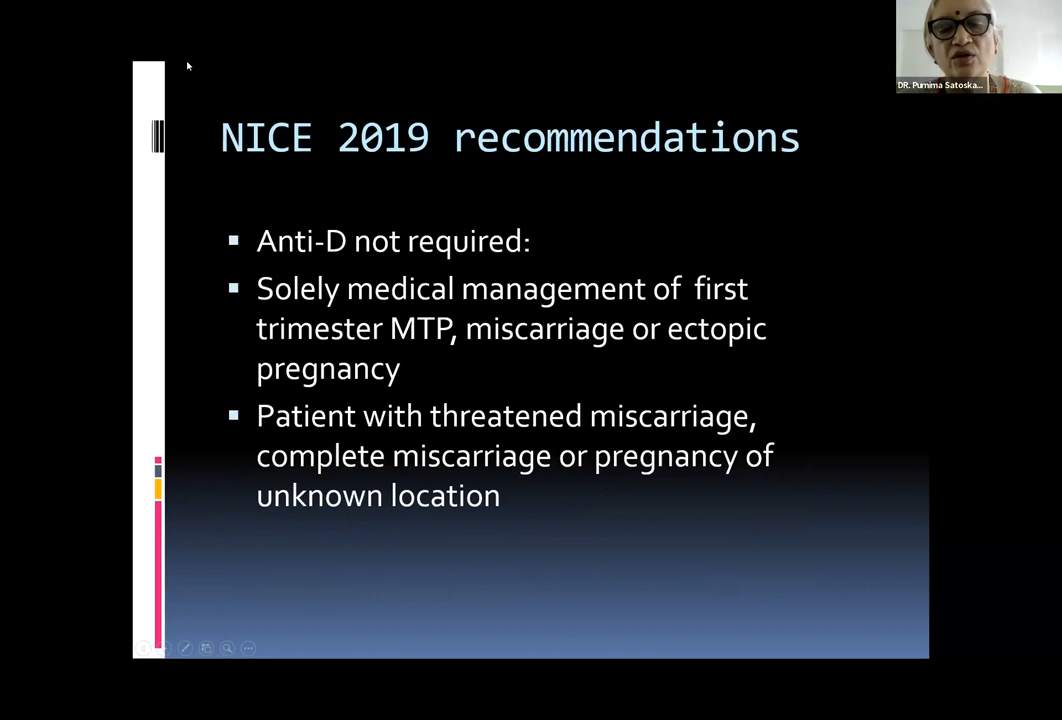 DR. Purnima Satoska...
NICE 2019 recommendations
Anti-D not required:
Solely medical management of first
trimester MTP, miscarriage or ectopic
pregnancy
Patient with threatened miscarriage,
complete miscarriage or pregnancy of
unknown location